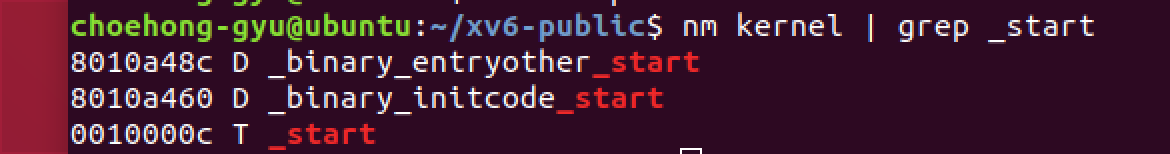 choehong-gyu@ubuntu:~/xv6-public$ nm kernel | grep _start
8010a48c D _binary_entryother_start
8010a460 D _binary_initcode_start
0010000c T _start